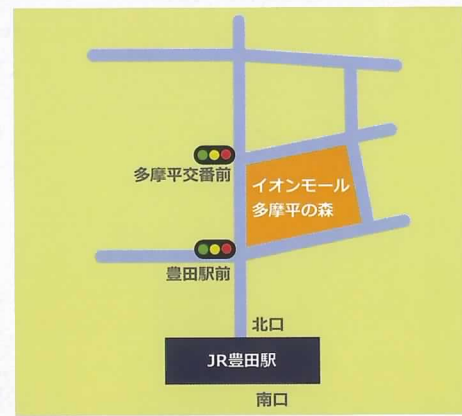 多摩平交番前
イオンモール
多摩平の森
豊田駅前
北口
JR豊田駅
南口